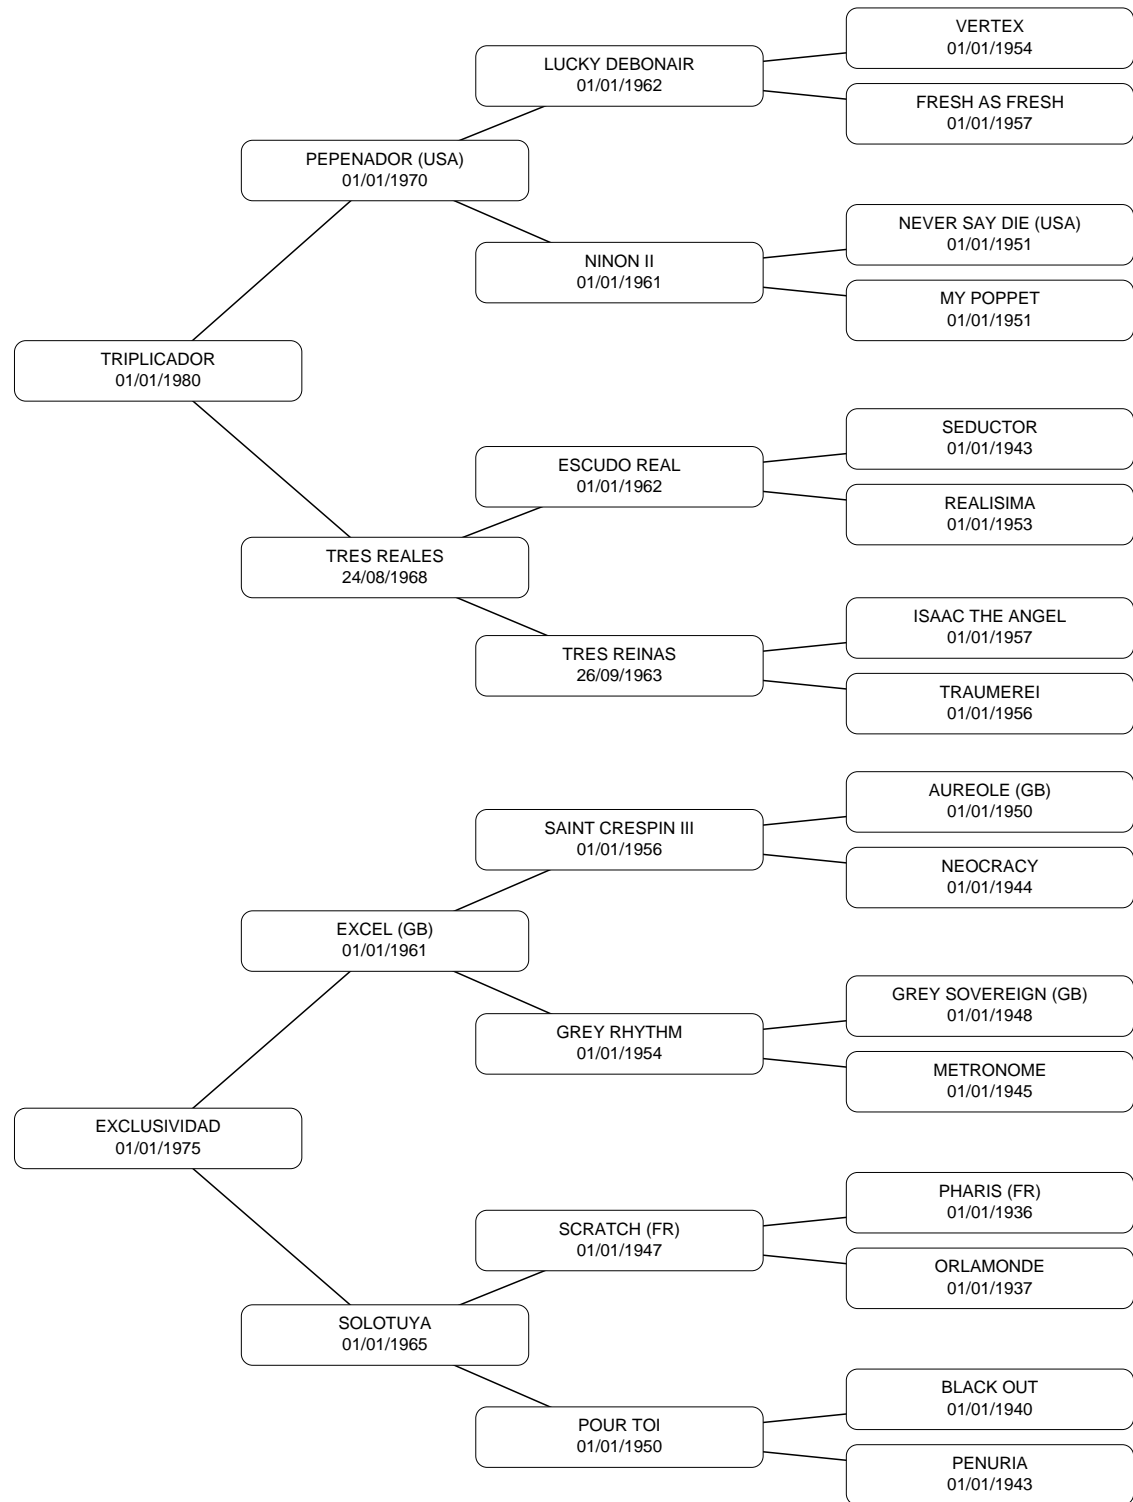 VERTEX
01/01/1954
LUCKY DEBONAIR
01/01/1962
FRESH AS FRESH
01/01/1957
PEPENADOR (USA)
01/01/1970
NEVER SAY DIE (USA)
01/01/1951
NINON II
01/01/1961
MY POPPET
01/01/1951
TRIPLICADOR
01/01/1980
SEDUCTOR
01/01/1943
ESCUDO REAL
01/01/1962
REALISIMA
01/01/1953
TRES REALES
24/08/1968
ISAAC THE ANGEL
01/01/1957
TRES REINAS
26/09/1963
TRAUMEREI
01/01/1956
AUREOLE (GB)
01/01/1950
SAINT CRESPIN III
01/01/1956
NEOCRACY
01/01/1944
EXCEL (GB)
01/01/1961
GREY SOVEREIGN (GB)
01/01/1948
GREY RHYTHM
01/01/1954
METRONOME
01/01/1945
EXCLUSIVIDAD
01/01/1975
PHARIS (FR)
01/01/1936
SCRATCH (FR)
01/01/1947
ORLAMONDE
01/01/1937
SOLOTUYA
01/01/1965
BLACK OUT
01/01/1940
POUR TOI
01/01/1950
PENURIA
01/01/1943